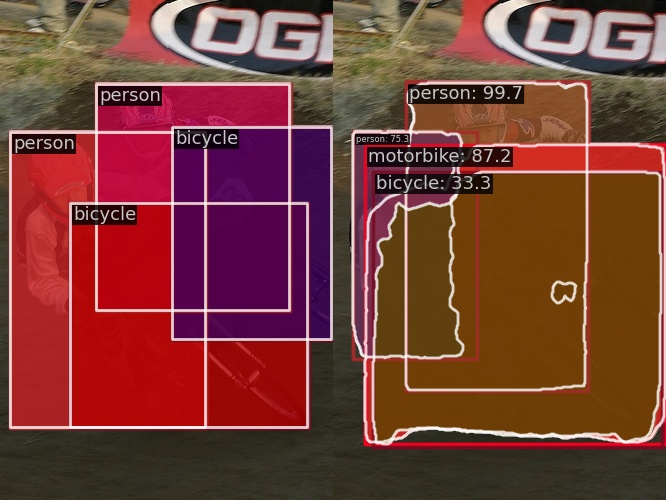 OGI
person
bicycle
person
bicycle
OGI
person: 99.7
person: 75.3
motorbike: 87.2
bicycle: 33.3